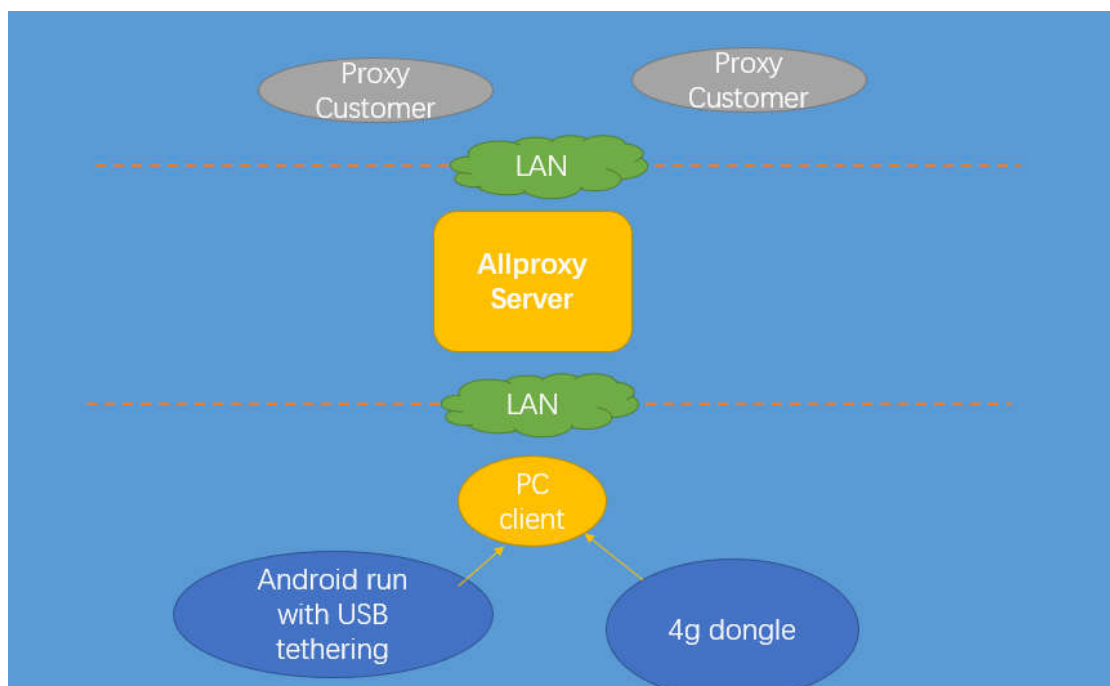 Proxy
Customer
Proxy
Customer
LAN
Allproxy
Server
LAN
PC
client
Android run
with USB
tethering
4g dongle